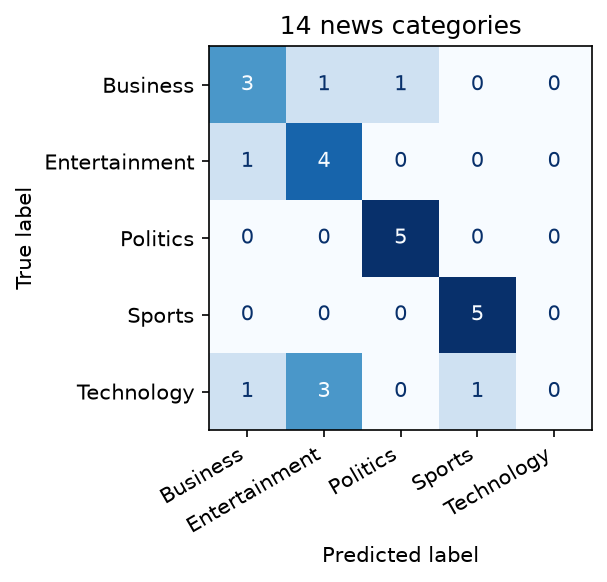 14 news categories
Business 3 1 1 0 0
Entertainment 1 4 0 0 0
Politics 0 0 5 0 0
Sports 0 0 0 5 0
Technology 1 3 0 1 0
Business Entertainment Politics Sports Technology
Predicted label
True label